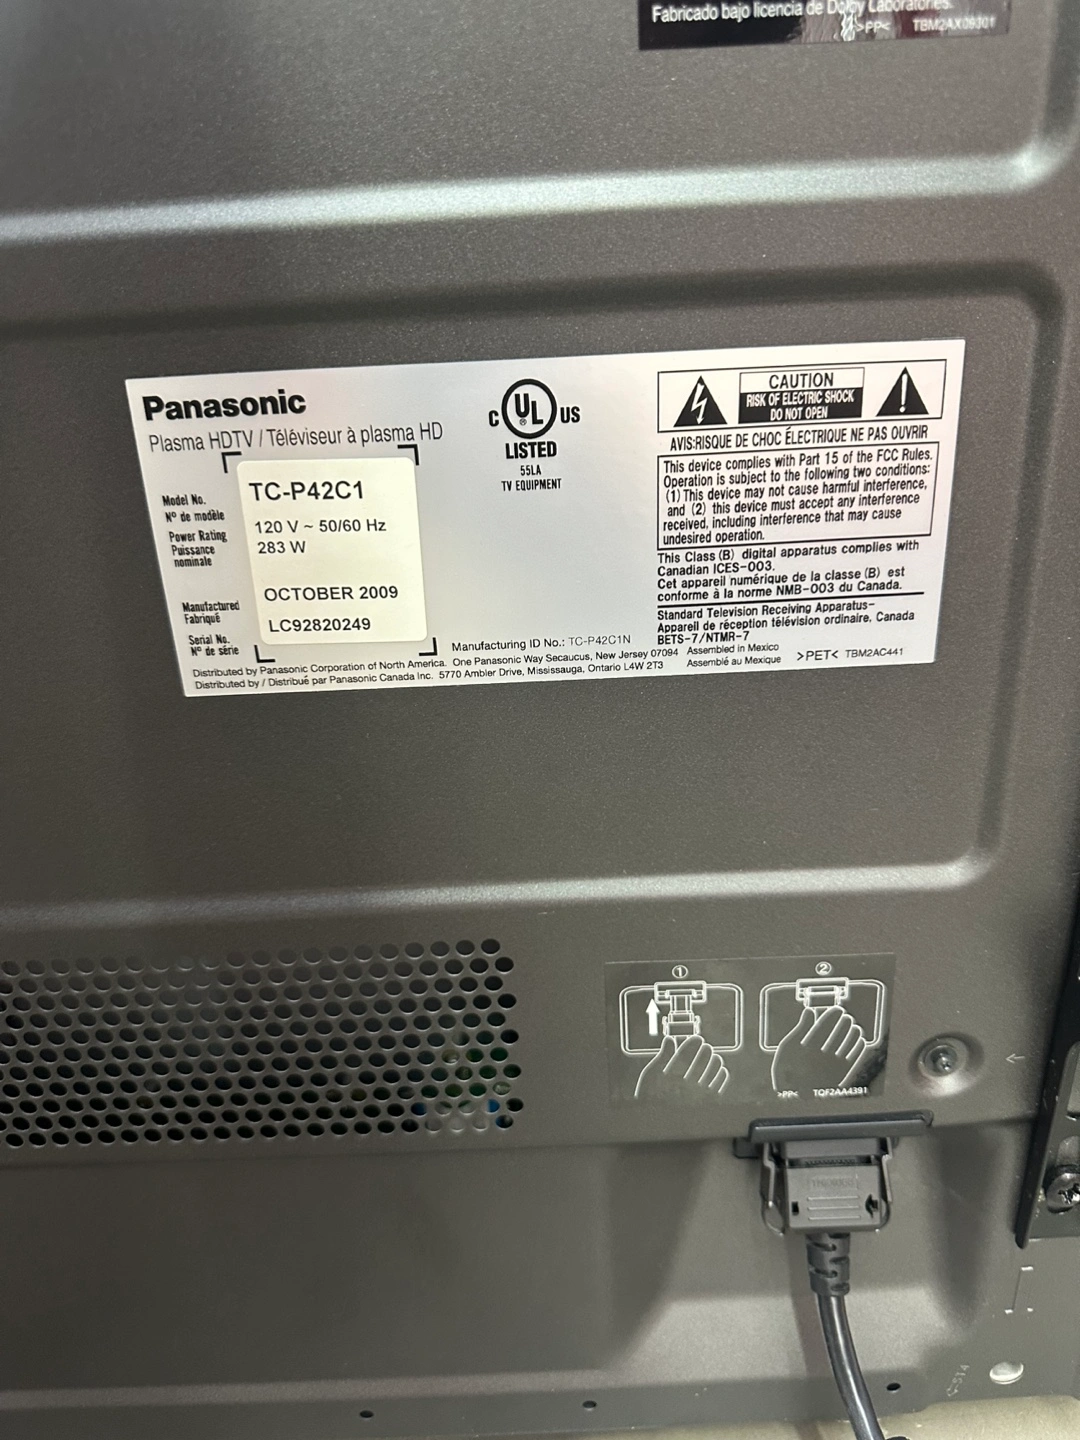 Fabricado bajo licencia de Dolby Laboratories.
>PP< TBM2AX09301
Panasonic
Plasma HDTV / Téléviseur à plasma HD
Model No.
Nº de modèle
TC-P42C1
Power Rating
Puissance
nominale
120 V ~ 50/60 Hz
283 W
Manufactured
Fabriqué
OCTOBER 2009
Serial No.
Nº de série
LC92820249
C UL US
®
LISTED
55LA
TV EQUIPMENT
CAUTION
RISK OF ELECTRIC SHOCK
DO NOT OPEN
AVIS:RISQUE DE CHOC ÉLECTRIQUE NE PAS OUVRIR
This device complies with Part 15 of the FCC Rules.
Operation is subject to the following two conditions:
(1) This device may not cause harmful interference,
and (2) this device must accept any interference
received, including interference that may cause
undesired operation.
This Class (B) digital apparatus complies with
Canadian ICES-003.
Cet appareil numérique de la classe (B) est
conforme à la norme NMB-003 du Canada.
Standard Television Receiving Apparatus-
Appareil de réception télévision ordinaire, Canada
BETS-7/NTMR-7
Manufacturing ID No.: TC-P42C1N
Distributed by Panasonic Corporation of North America. One Panasonic Way Secaucus, New Jersey 07094
Distributed by / Distribué par Panasonic Canada Inc. 5770 Ambler Drive, Mississauga, Ontario L4W 2T3
Assembled in Mexico
Assemblé au Mexique
>PET< TBM2AC441
① ②
>PP< TQF2AA4391